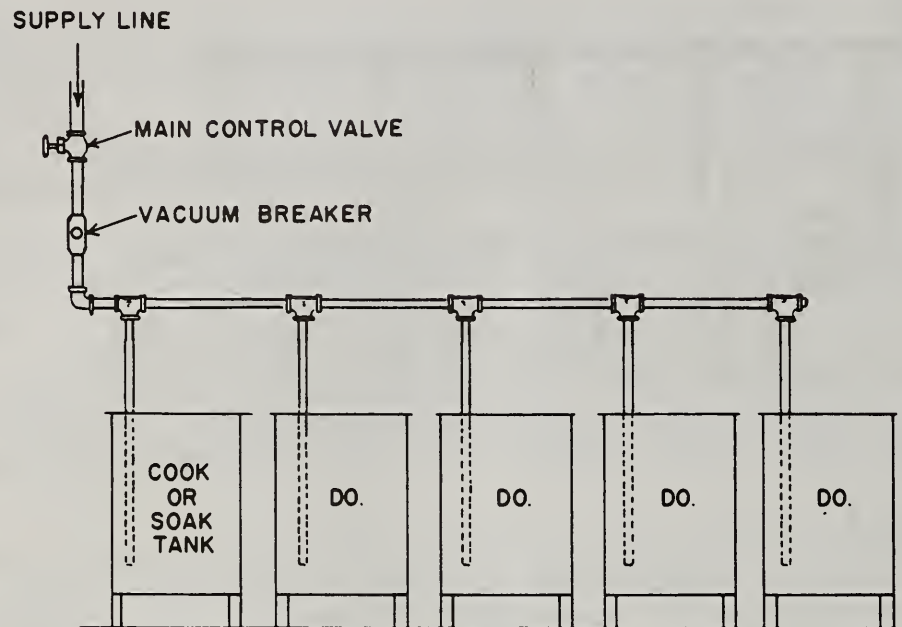 SUPPLY LINE
MAIN CONTROL VALVE
VACUUM BREAKER
COOK
OR
SOAK
TANK
DO.
DO.
DO.
DO.